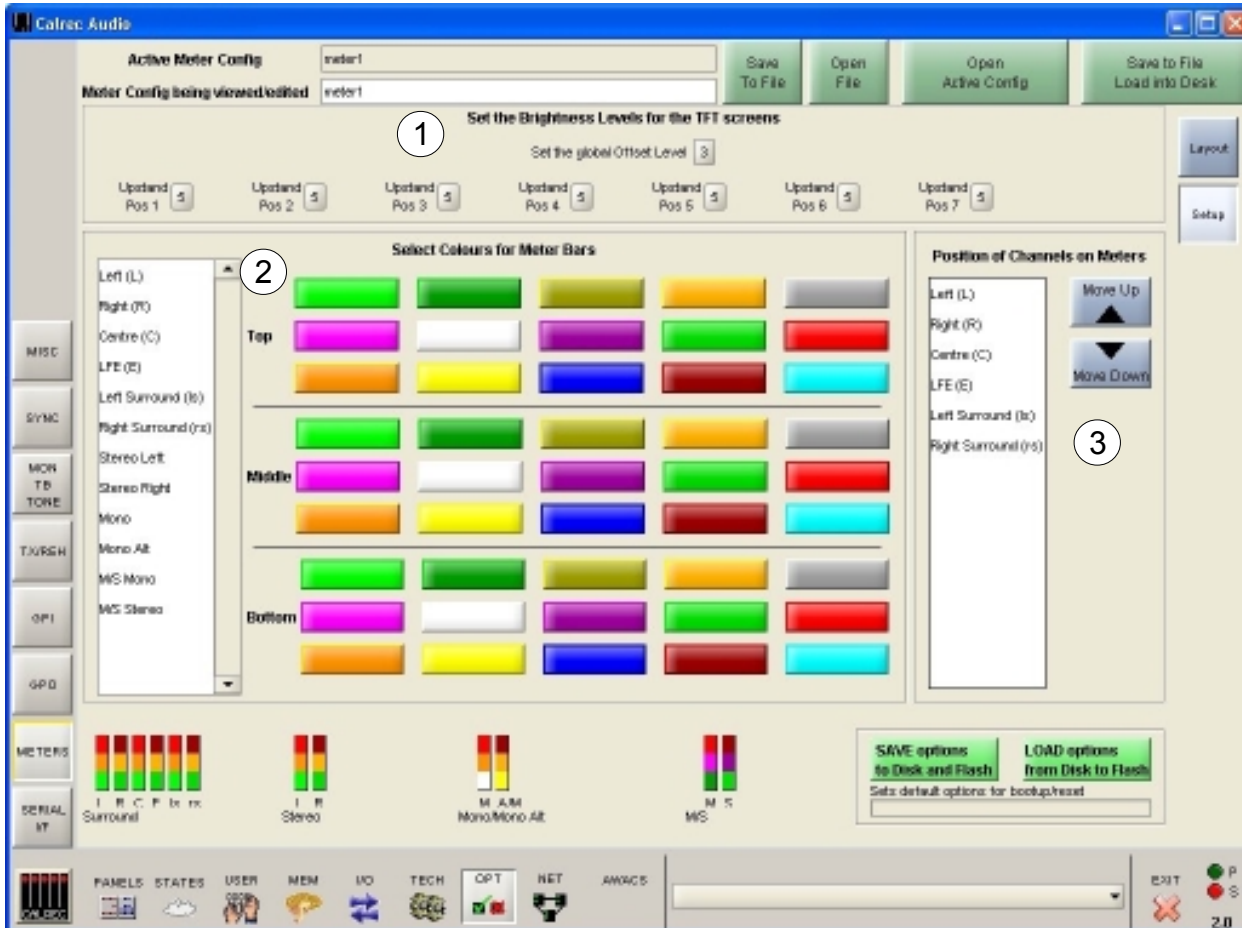 Calrec Audio
Active Meter Config
meter1
Meter Config being viewed/edited
meter1
Save To File
Open File
Open Active Config
Save to File Load into Desk
Set the Brightness Levels for the TFT screens
1
Set the global Offset Level 3
Upstand Pos 1 5
Upstand Pos 2 5
Upstand Pos 3 5
Upstand Pos 4 5
Upstand Pos 5 5
Upstand Pos 6 5
Upstand Pos 7 5
Layout
Setup
Select Colours for Meter Bars
2
Left (L)
Right (R)
Centre (C)
LFE (E)
Left Surround (ls)
Right Surround (rs)
Stereo Left
Stereo Right
Mono
Mono Alt
M/S Mono
M/S Stereo
Top
Middle
Bottom
Position of Channels on Meters
Left (L)
Right (R)
Centre (C)
LFE (E)
Left Surround (ls)
Right Surround (rs)
Move Up
Move Down
3
MISC
SYNC
MON
TB
TONE
TX/REH
GPI
GPO
METERS
SERIAL
I/F
L R C E ls rs
Surround
L R
Stereo
M A/M
Mono/Mono Alt
M S
M/S
SAVE options
to Disk and Flash
LOAD options
from Disk to Flash
Sets default options for bootup/reset
CALREC
PANELS
STATES
USER
MEM
I/O
TECH
OPT
NET
AWACS
EXIT
P
S
2.0